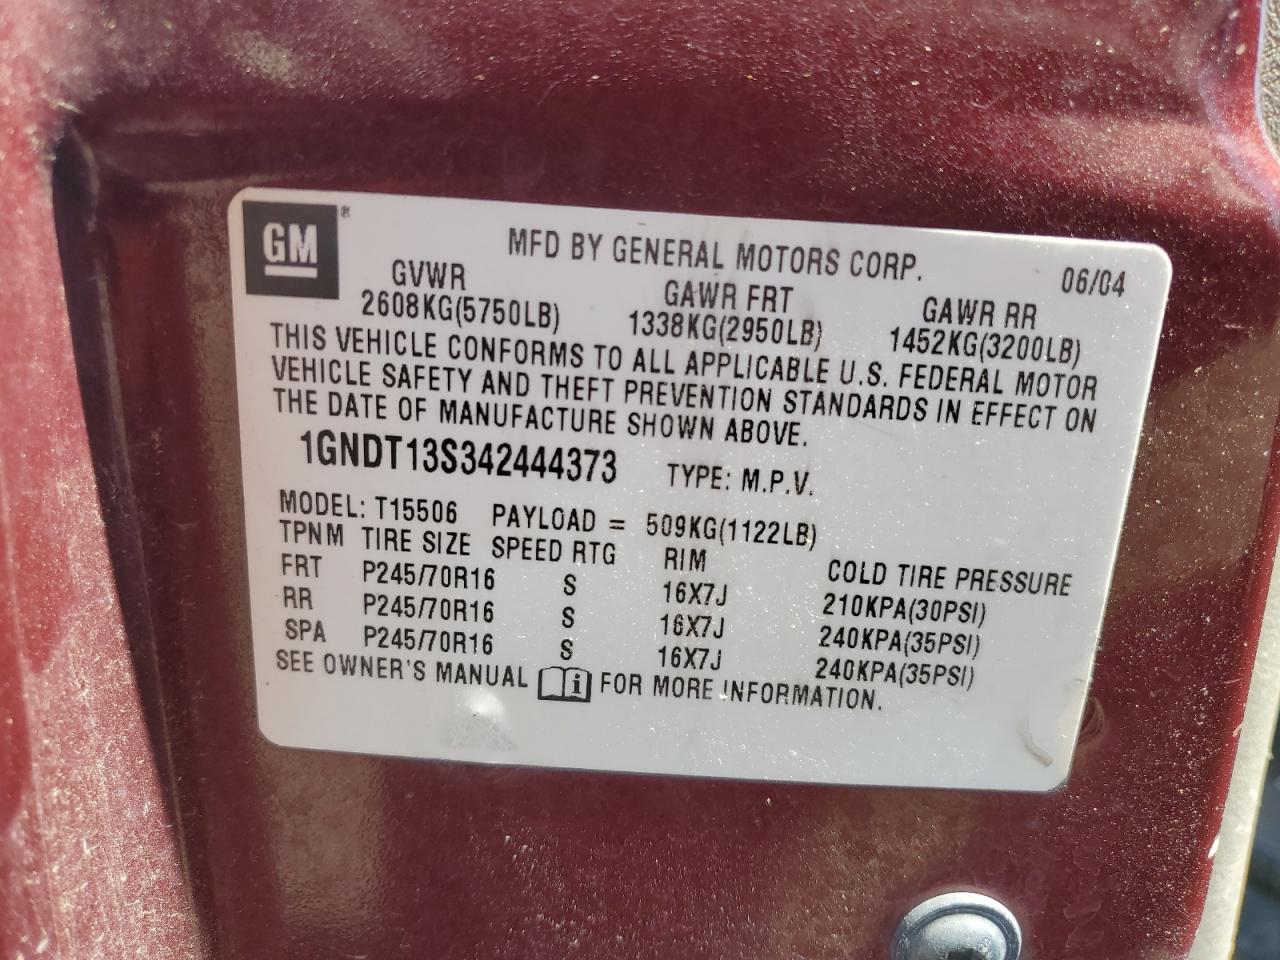 GM ®
MFD BY GENERAL MOTORS CORP. 06/04
GVWR GAWR FRT GAWR RR
2608KG(5750LB) 1338KG(2950LB) 1452KG(3200LB)
THIS VEHICLE CONFORMS TO ALL APPLICABLE U.S. FEDERAL MOTOR
VEHICLE SAFETY AND THEFT PREVENTION STANDARDS IN EFFECT ON
THE DATE OF MANUFACTURE SHOWN ABOVE.
1GNDT13S342444373 TYPE: M.P.V.
MODEL: T15506 PAYLOAD = 509KG(1122LB)
TPNM TIRE SIZE SPEED RTG RIM COLD TIRE PRESSURE
FRT P245/70R16 S 16X7J 210KPA(30PSI)
RR P245/70R16 S 16X7J 240KPA(35PSI)
SPA P245/70R16 S 16X7J 240KPA(35PSI)
SEE OWNER'S MANUAL i FOR MORE INFORMATION.